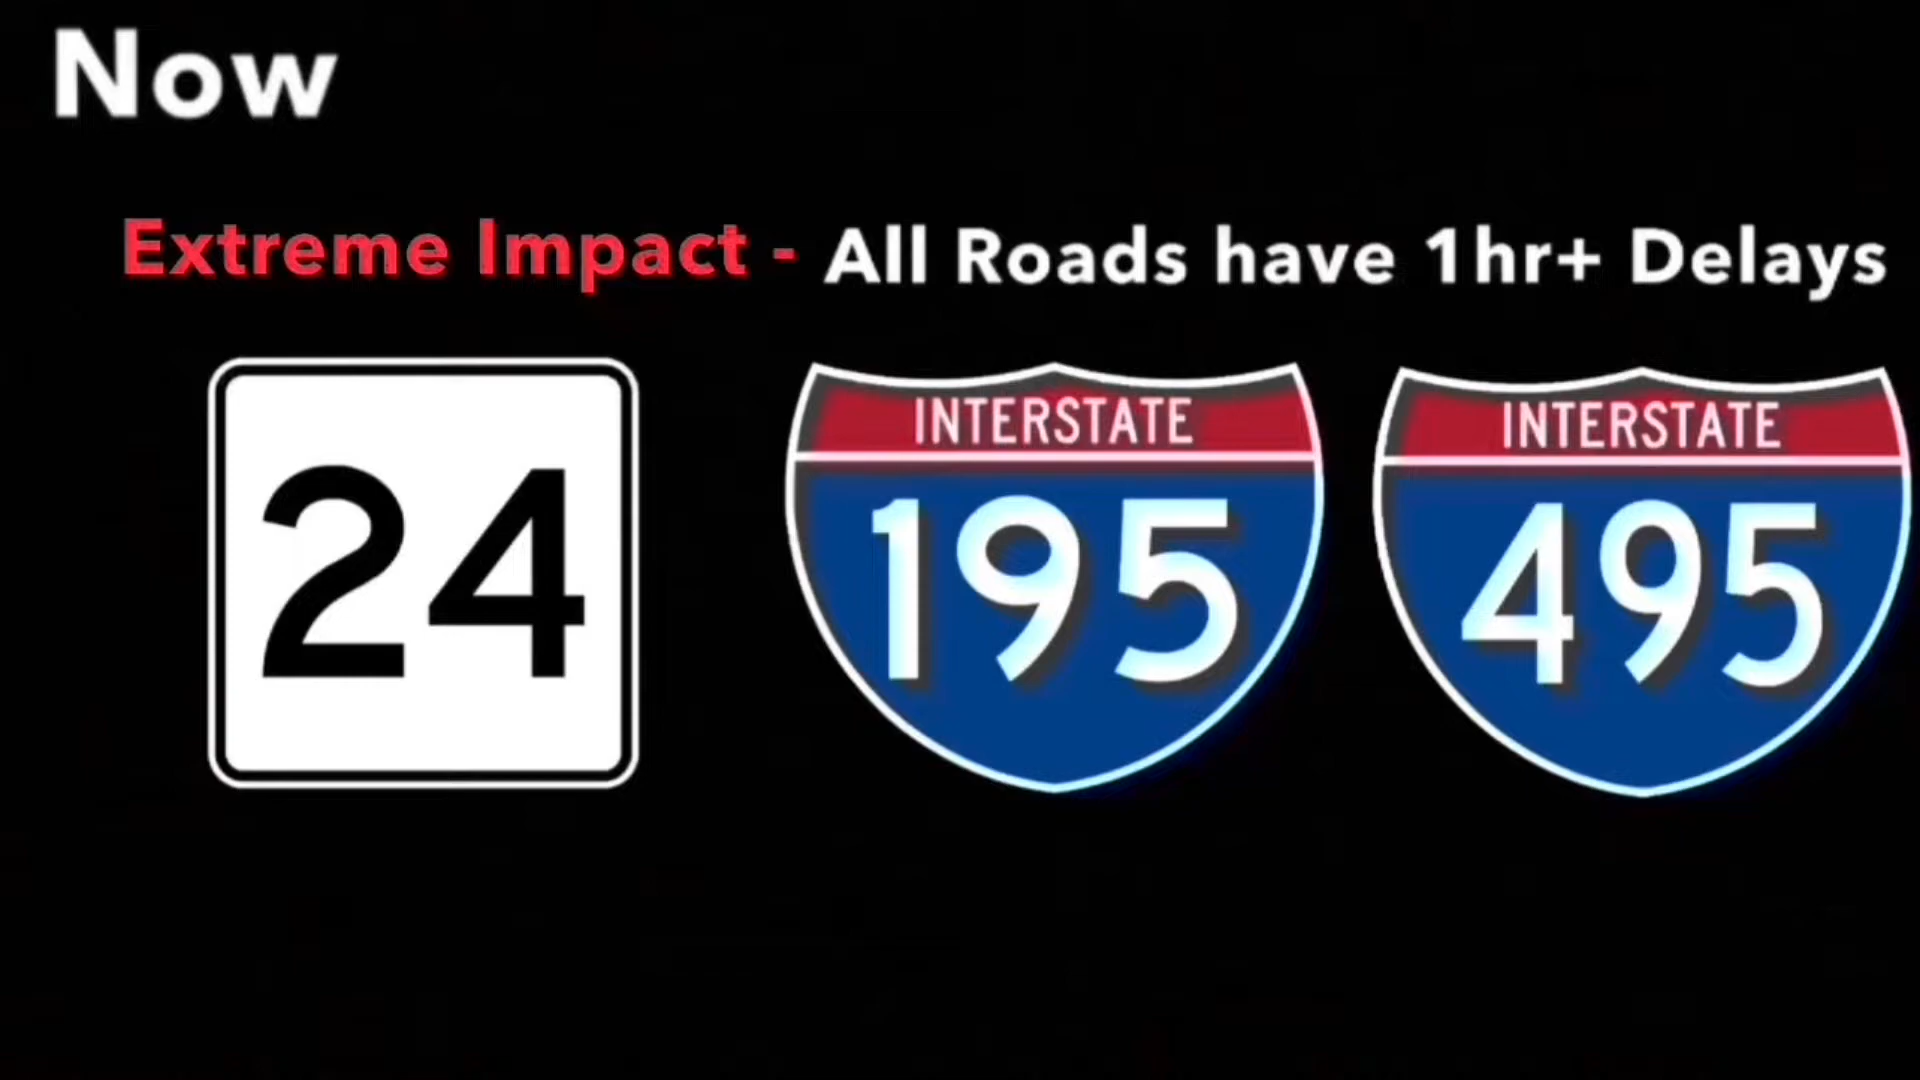 Now
Extreme Impact - All Roads have 1hr+ Delays
24
INTERSTATE
195
INTERSTATE
495